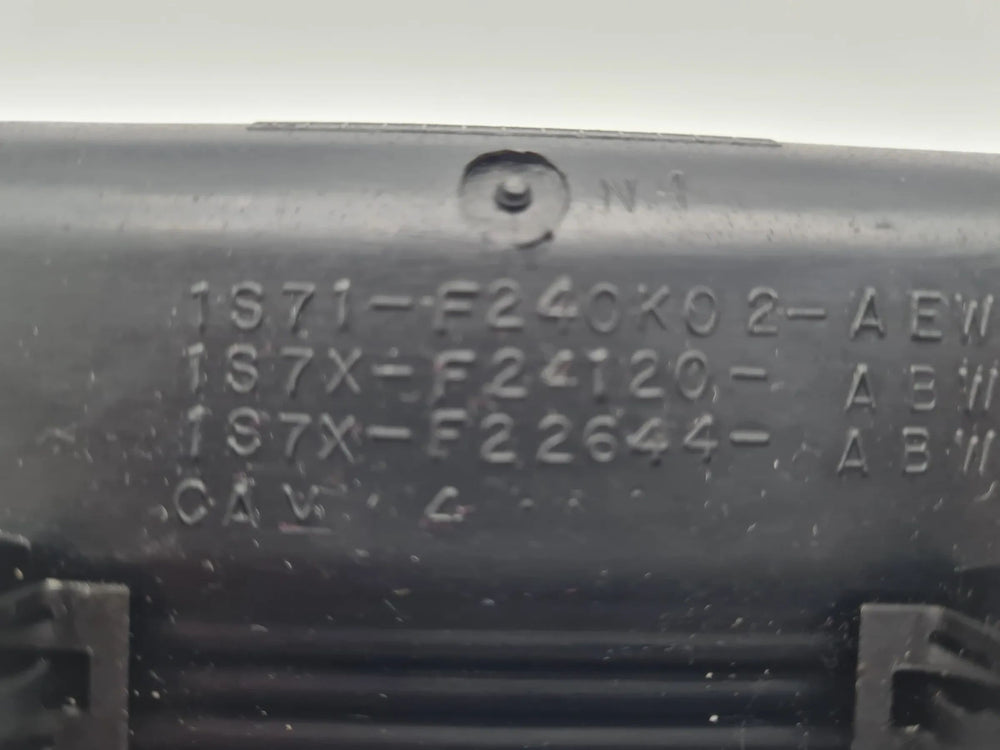 N-1
1S71-F240K02-AEW
1S7X-F24120-ABW
1S7X-F22644-ABW
CAV 4